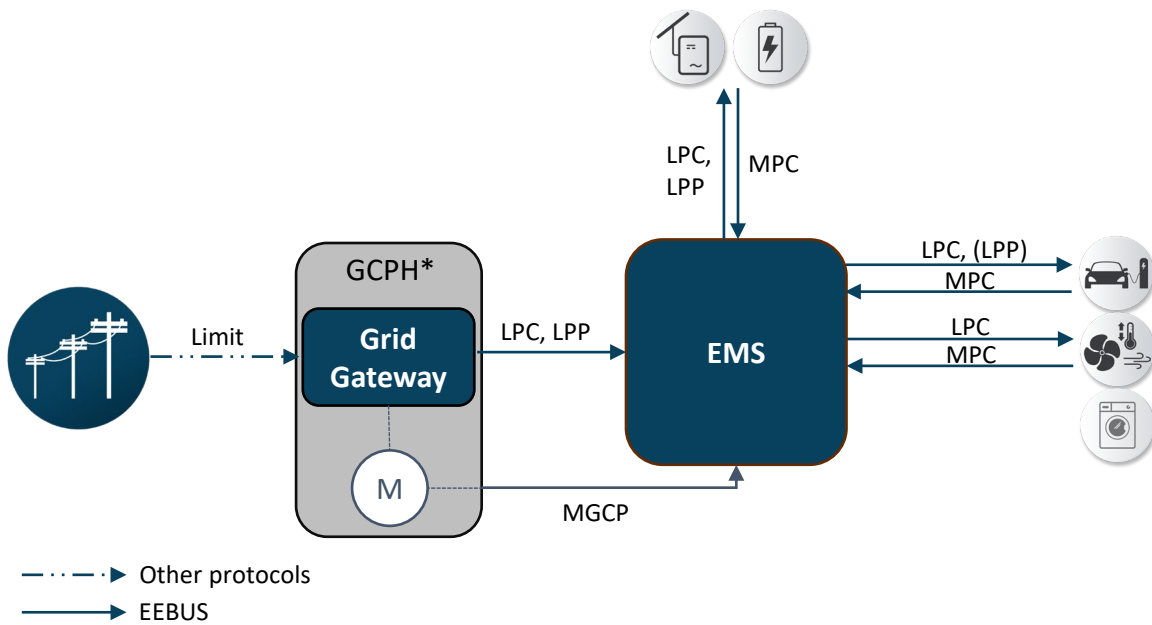 LPC,
LPP
MPC
GCPH*
Limit
Grid
Gateway
LPC, LPP
EMS
LPC, (LPP)
MPC
LPC
MPC
M
MGCP
Other protocols
EEBUS